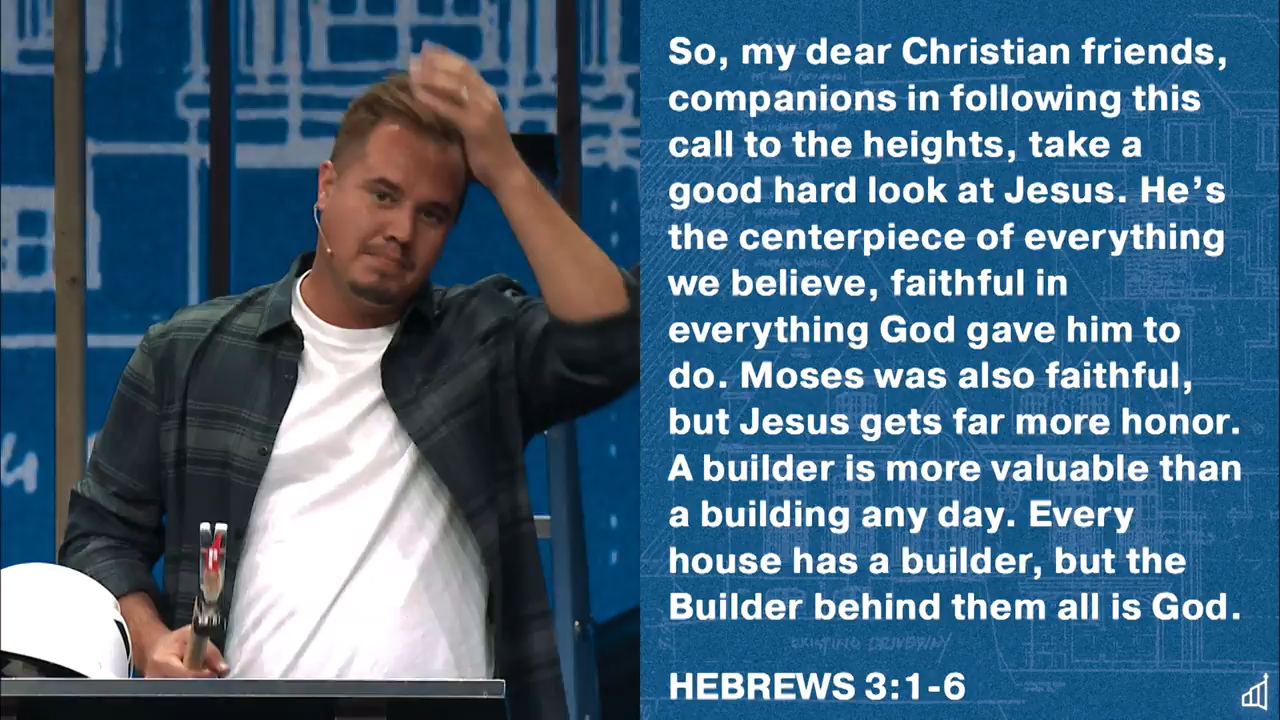 So, my dear Christian friends,
companions in following this
call to the heights, take a
good hard look at Jesus. He’s
the centerpiece of everything
we believe, faithful in
everything God gave him to
do. Moses was also faithful,
but Jesus gets far more honor.
A builder is more valuable than
a building any day. Every
house has a builder, but the
Builder behind them all is God.
EXISTING DRIVEWAY
HEBREWS 3:1-6